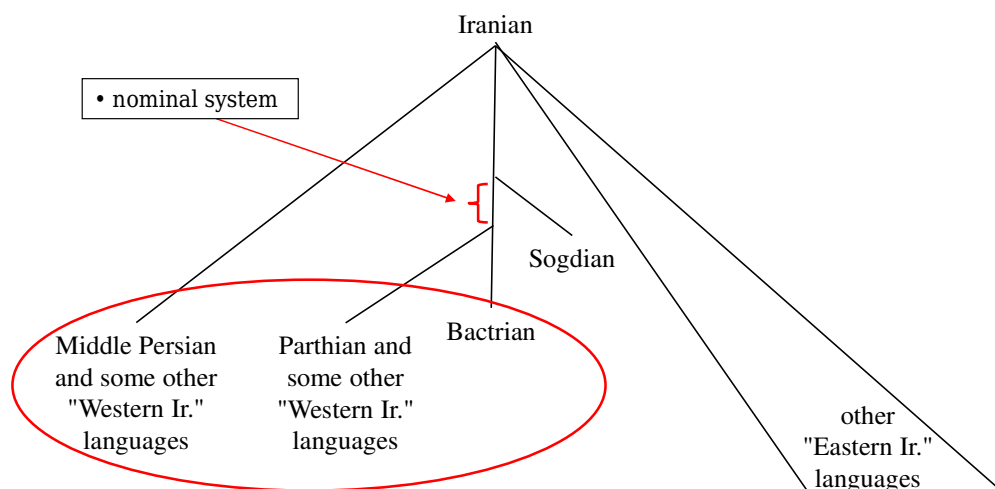 Iranian
• nominal system
Sogdian
Bactrian
Middle Persian
and some other
"Western Ir."
languages
Parthian and
some other
"Western Ir."
languages
other
"Eastern Ir."
languages